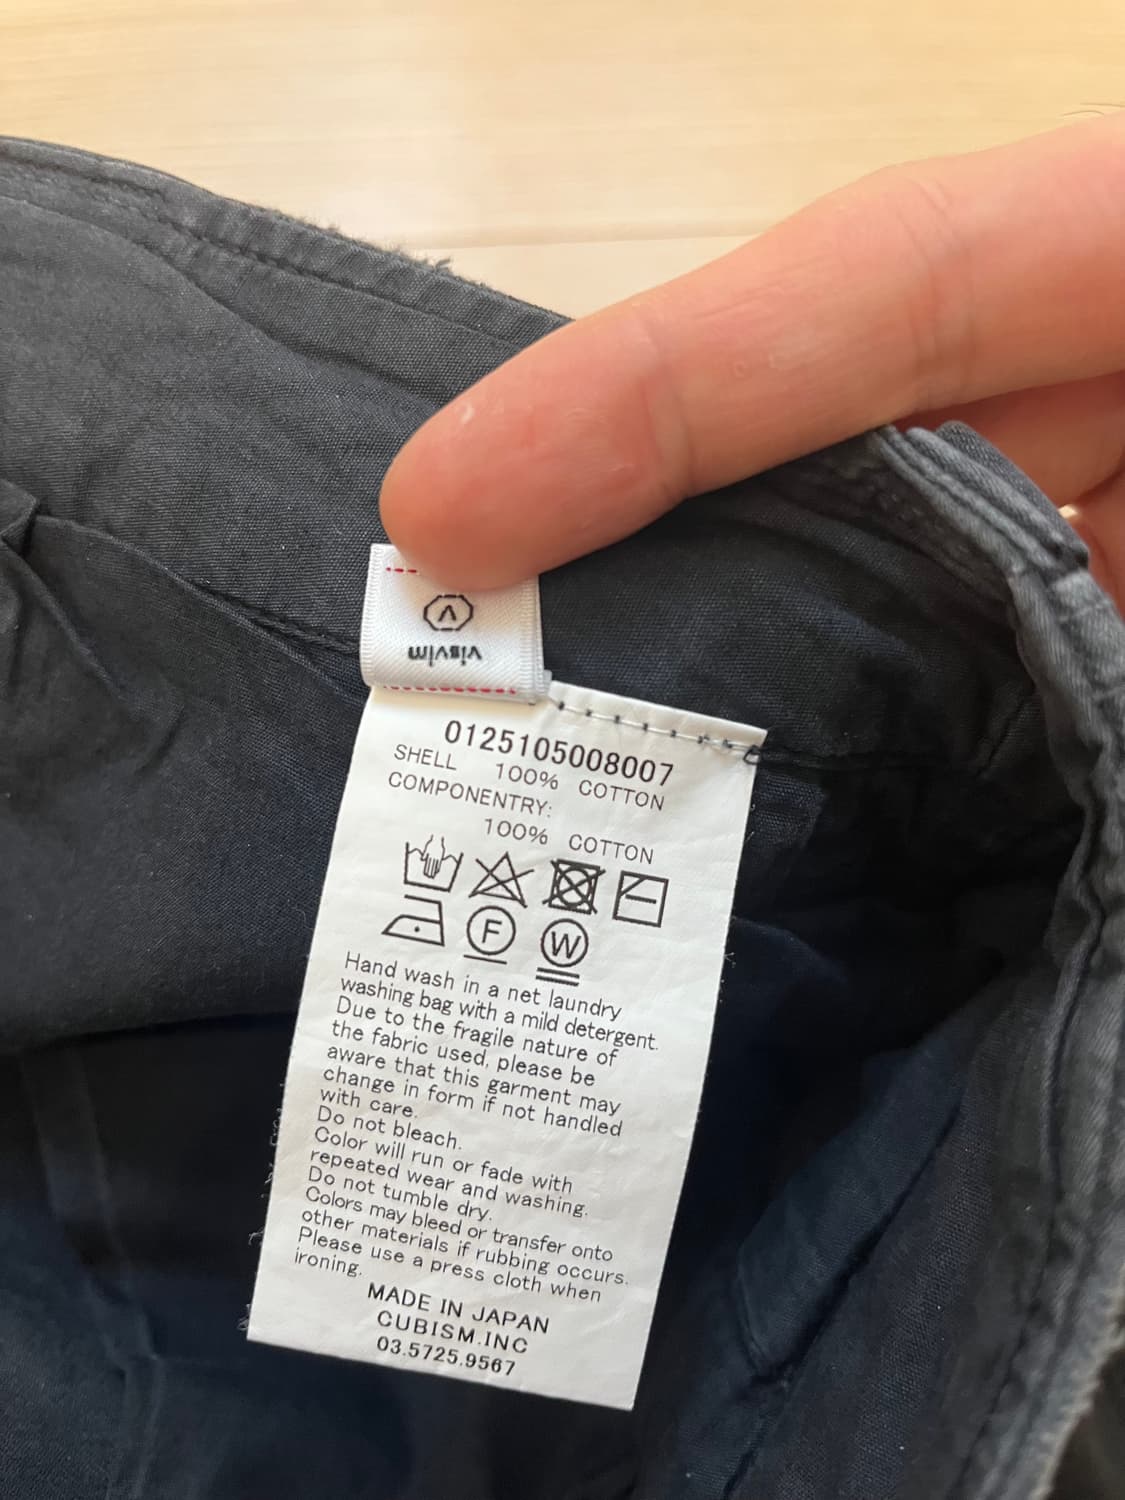 visvim
0125105008007
SHELL 100% COTTON
COMPONENTRY:
100% COTTON
F
W
Hand wash in a net laundry
washing bag with a mild detergent.
Due to the fragile nature of
the fabric used, please be
aware that this garment may
change in form if not handled
with care.
Do not bleach.
Color will run or fade with
repeated wear and washing.
Do not tumble dry.
Colors may bleed or transfer onto
other materials if rubbing occurs.
Please use a press cloth when
ironing.
MADE IN JAPAN
CUBISM.INC
03.5725.9567